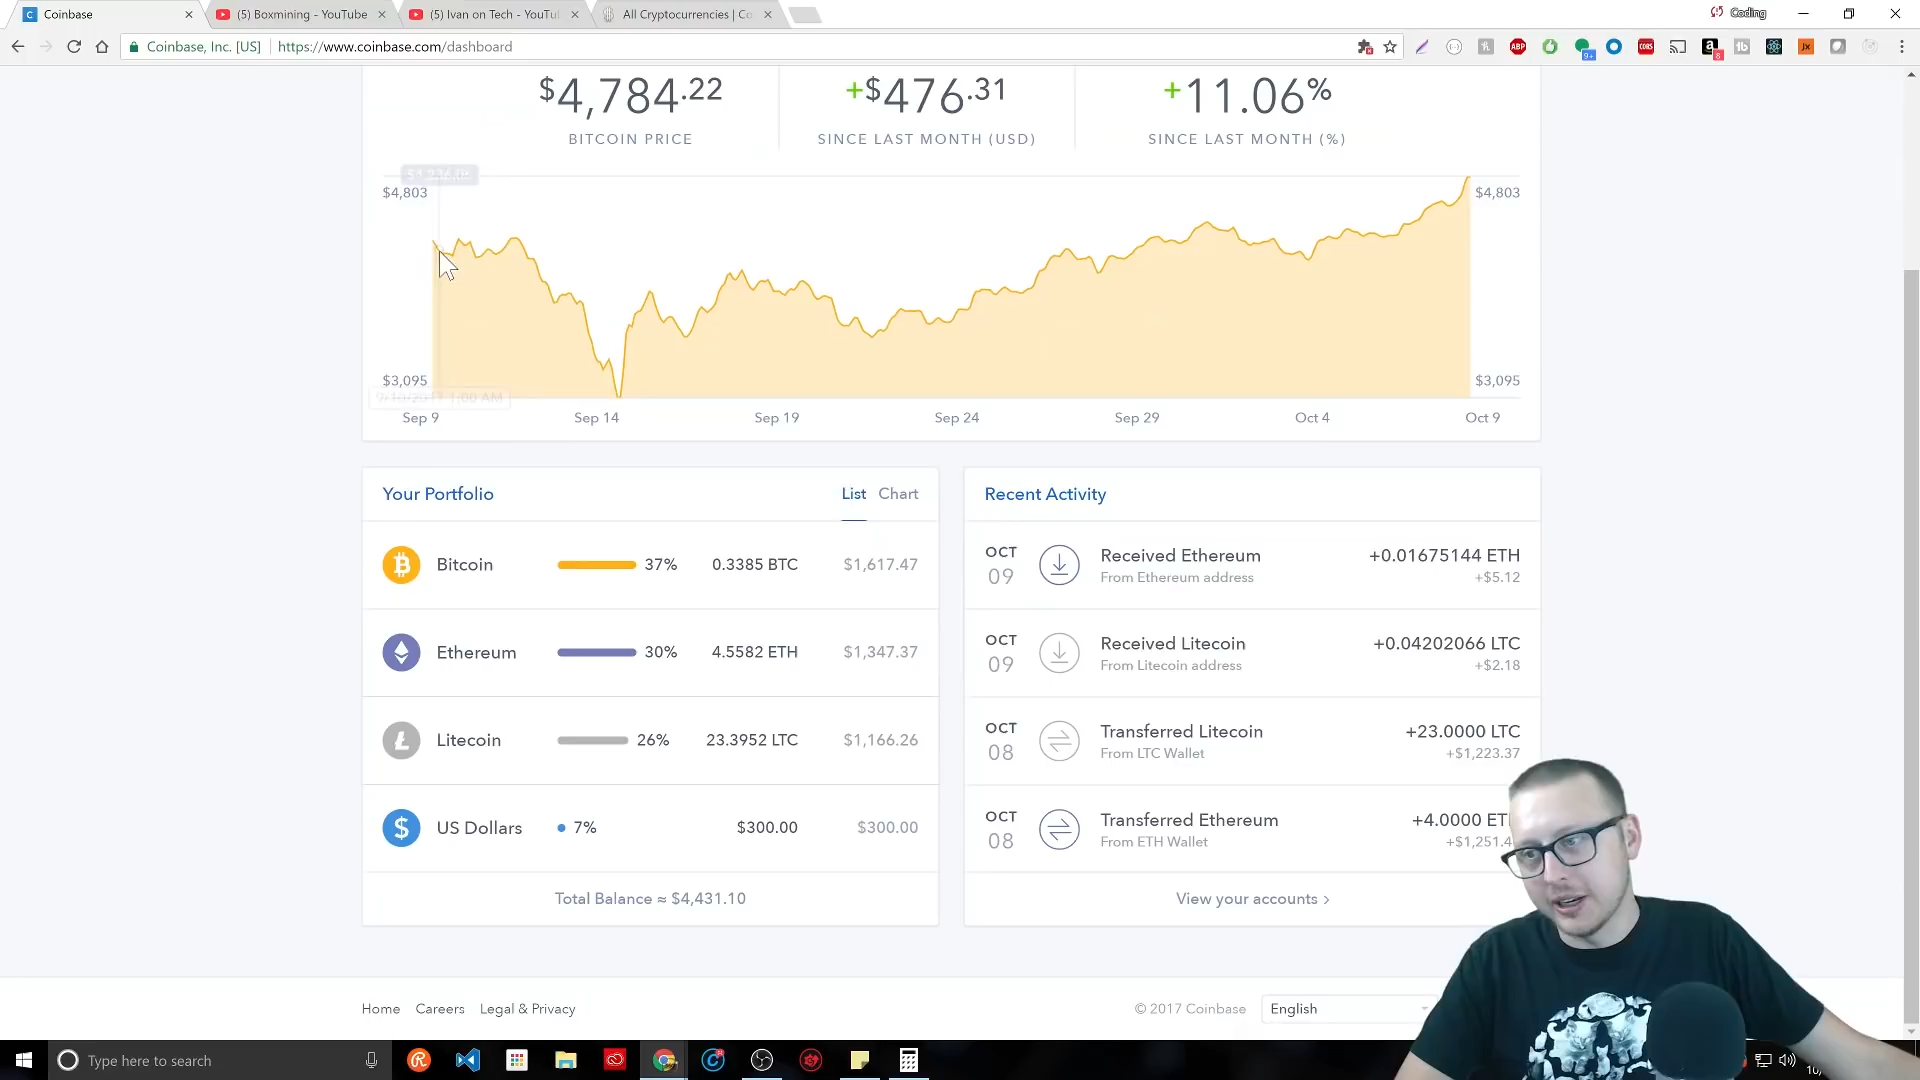 Coinbase
(5) Boxmining - YouTube
(5) Ivan on Tech - YouTu
All Cryptocurrencies | Co
Coding
Coinbase, Inc. [US]
https://www.coinbase.com/dashboard
$4,784.22
+$476.31
+11.06%
BITCOIN PRICE
SINCE LAST MONTH (USD)
SINCE LAST MONTH (%)
$4,803
$4,803
$3,095
$3,095
Sep 9
Sep 14
Sep 19
Sep 24
Sep 29
Oct 4
Oct 9
Your Portfolio
List
Chart
Bitcoin
37%
0.3385 BTC
$1,617.47
Ethereum
30%
4.5582 ETH
$1,347.37
Litecoin
26%
23.3952 LTC
$1,166.26
US Dollars
7%
$300.00
$300.00
Total Balance ≈ $4,431.10
Recent Activity
OCT
09
Received Ethereum
From Ethereum address
+0.01675144 ETH
+$5.12
OCT
09
Received Litecoin
From Litecoin address
+0.04202066 LTC
+$2.18
OCT
08
Transferred Litecoin
From LTC Wallet
+23.0000 LTC
+$1,223.37
OCT
08
Transferred Ethereum
From ETH Wallet
+4.0000 ET
+$1,251.4
View your accounts >
Home
Careers
Legal & Privacy
© 2017 Coinbase
English
Type here to search
10/